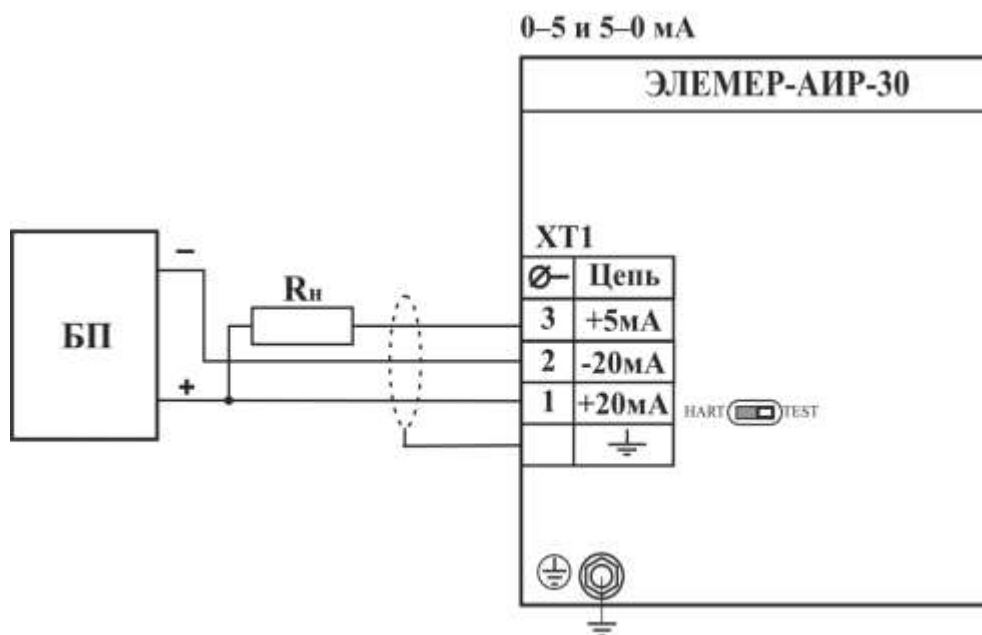 0–5 и 5–0 мА
ЭЛЕМЕР-АИР-30
XT1
Цепь
3 +5мА
2 -20мА
1 +20мА
HART TEST
БП
−
+
Rн